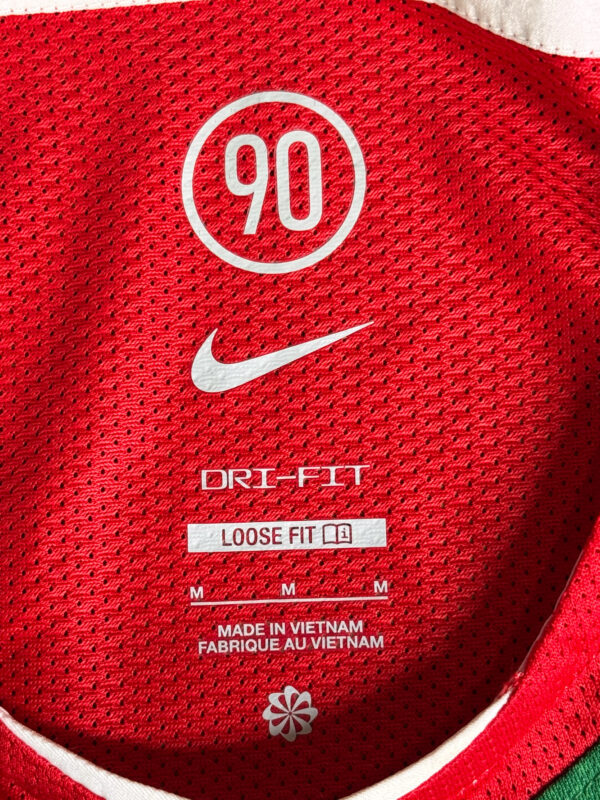 90
DRI-FIT
LOOSE FIT
M M M
MADE IN VIETNAM
FABRIQUE AU VIETNAM